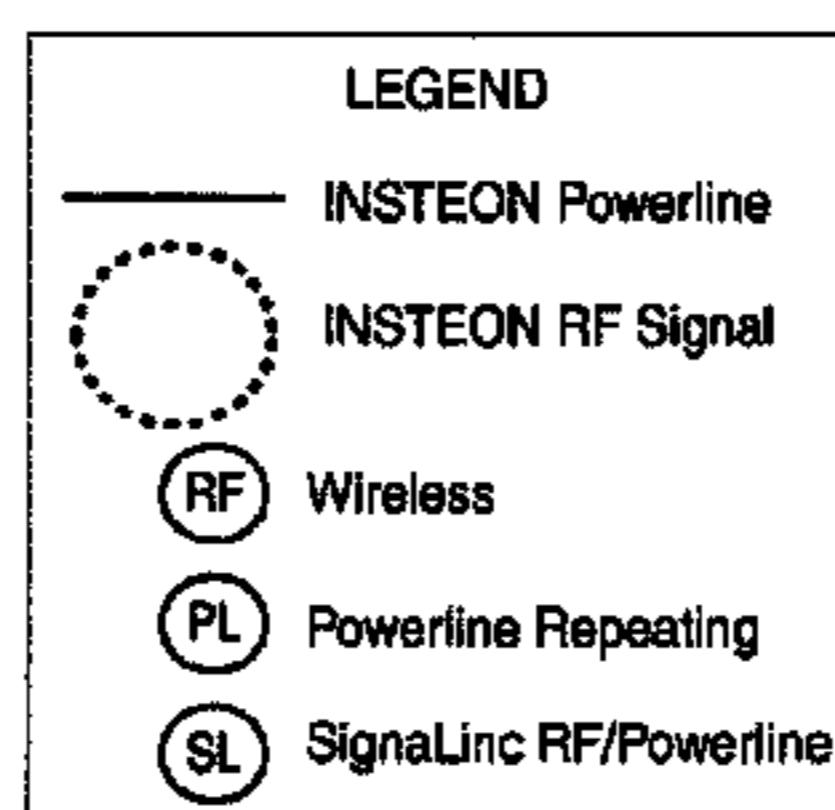 LEGEND
INSTEON Powerline
INSTEON RF Signal
RF Wireless
PL Powerline Repeating
SL SignaLinc RF/Powerline